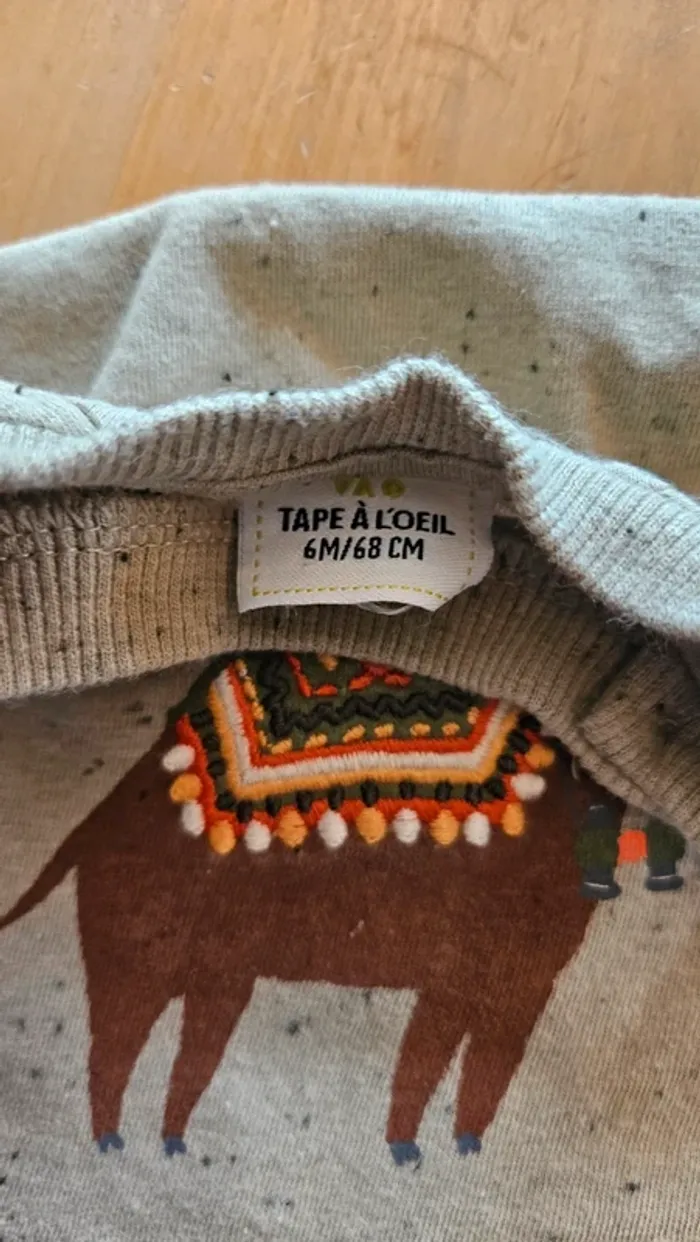 TAPE À L'OEIL
6M/68 CM